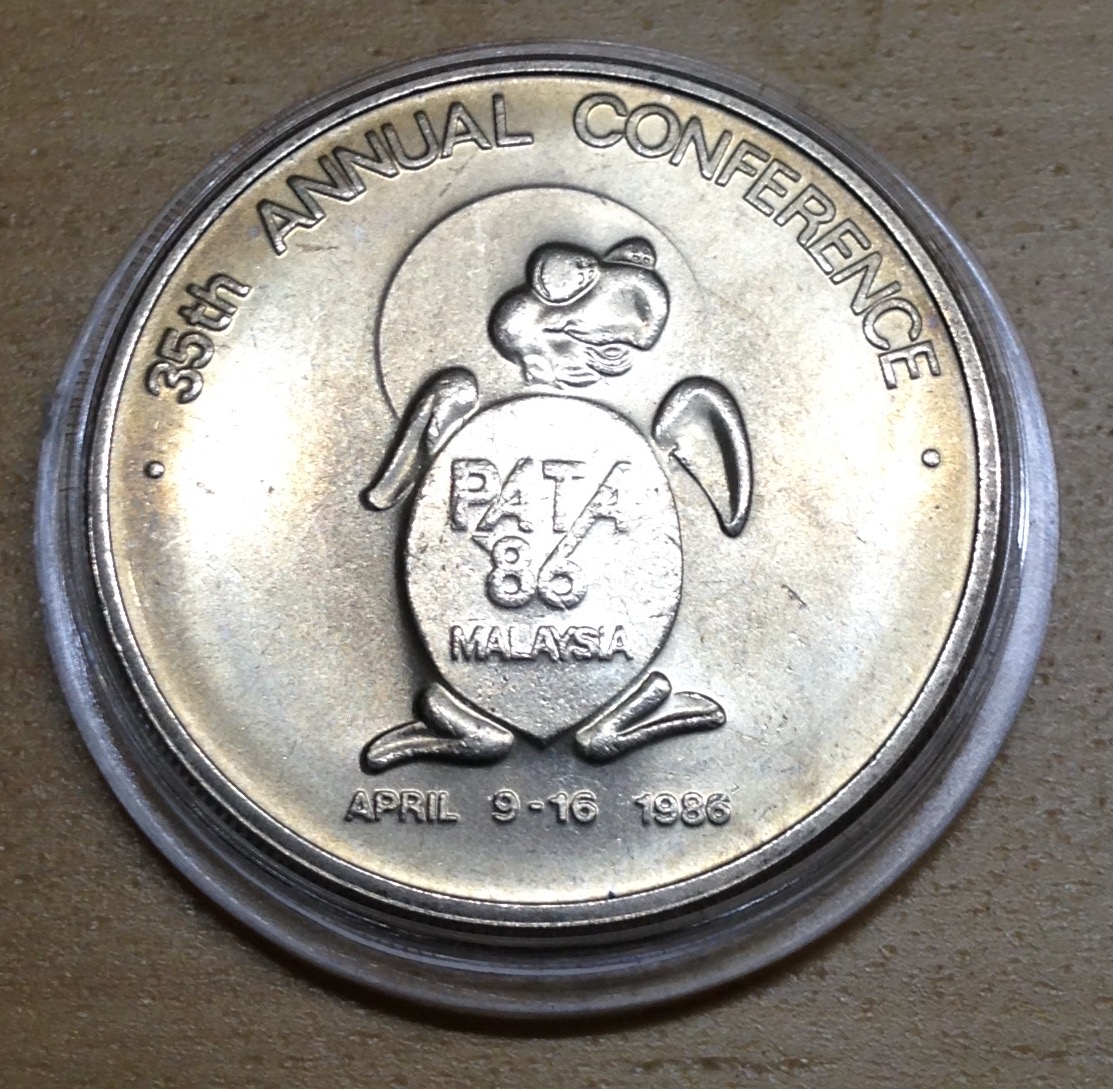 35th ANNUAL CONFERENCE
PATA
'86
MALAYSIA
APRIL 9-16 1986